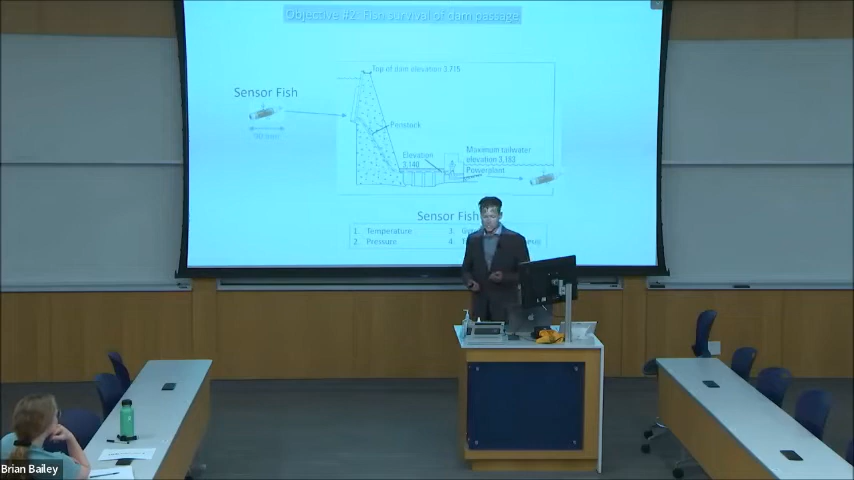 Objective #2. Fish survival of dam passage
Top of dam elevation 3,715
Sensor Fish
Penstock
Maximum tailwater
elevation 3,183
Elevation
3,140
Powerplant
Sensor Fish
1. Temperature 3.
2. Pressure 4.
Brian Bailey